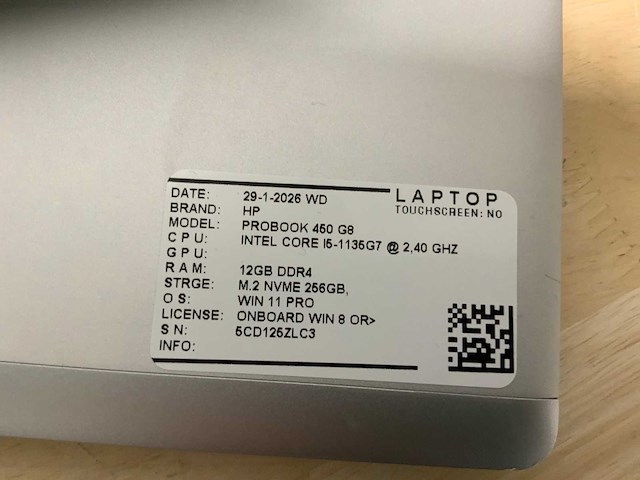 LAPTOP
TOUCHSCREEN: NO
DATE: 29-1-2026 WD
BRAND: HP
MODEL: PROBOOK 450 G8
CPU: INTEL CORE I5-1135G7 @ 2,40 GHZ
GPU:
RAM: 12GB DDR4
STRGE: M.2 NVME 256GB,
OS: WIN 11 PRO
LICENSE: ONBOARD WIN 8 OR>
SN: 5CD125ZLC3
INFO: